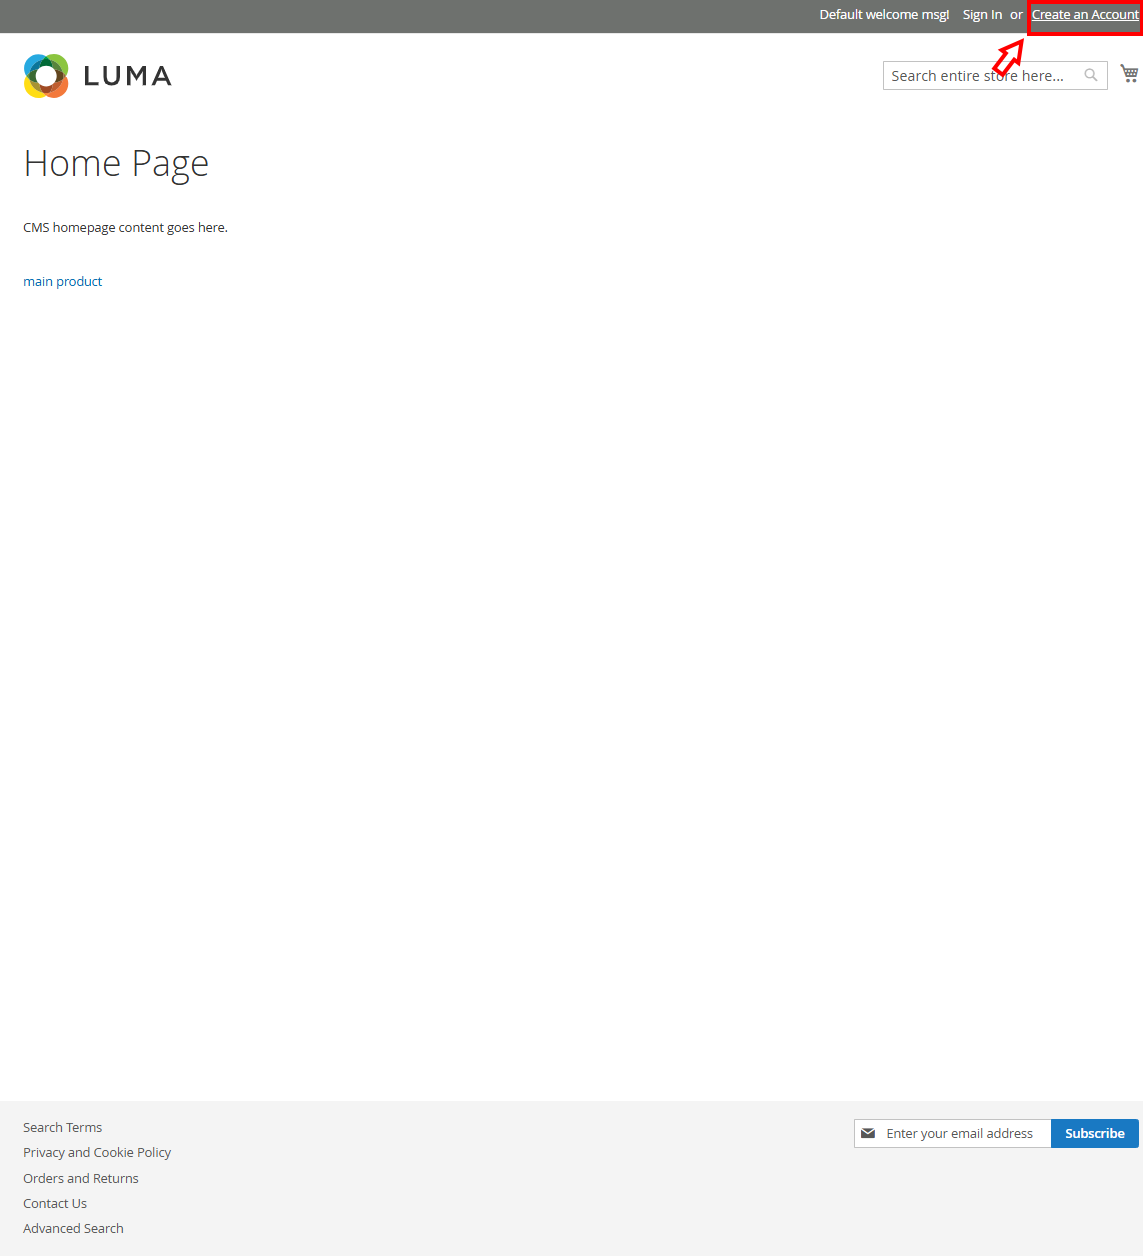 Default welcome msg! Sign In or Create an Account
LUMA
Search entire store here...
Home Page
CMS homepage content goes here.
main product
Search Terms
Privacy and Cookie Policy
Orders and Returns
Contact Us
Advanced Search
Enter your email address
Subscribe